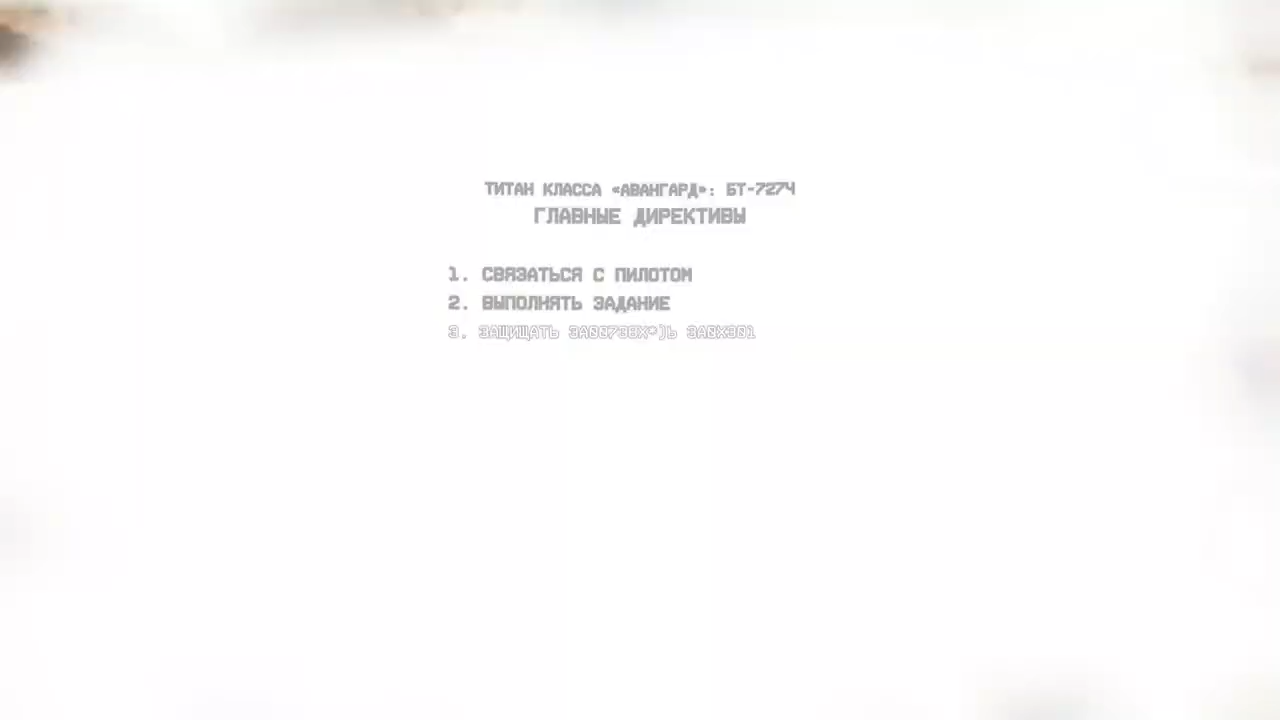 ТИТАН КЛАССА «АВАНГАРД»: БТ-7274
ГЛАВНЫЕ ДИРЕКТИВЫ
1. СВЯЗАТЬСЯ С ПИЛОТОМ
2. ВЫПОЛНЯТЬ ЗАДАНИЕ
3. ЗАЩИЩАТЬ